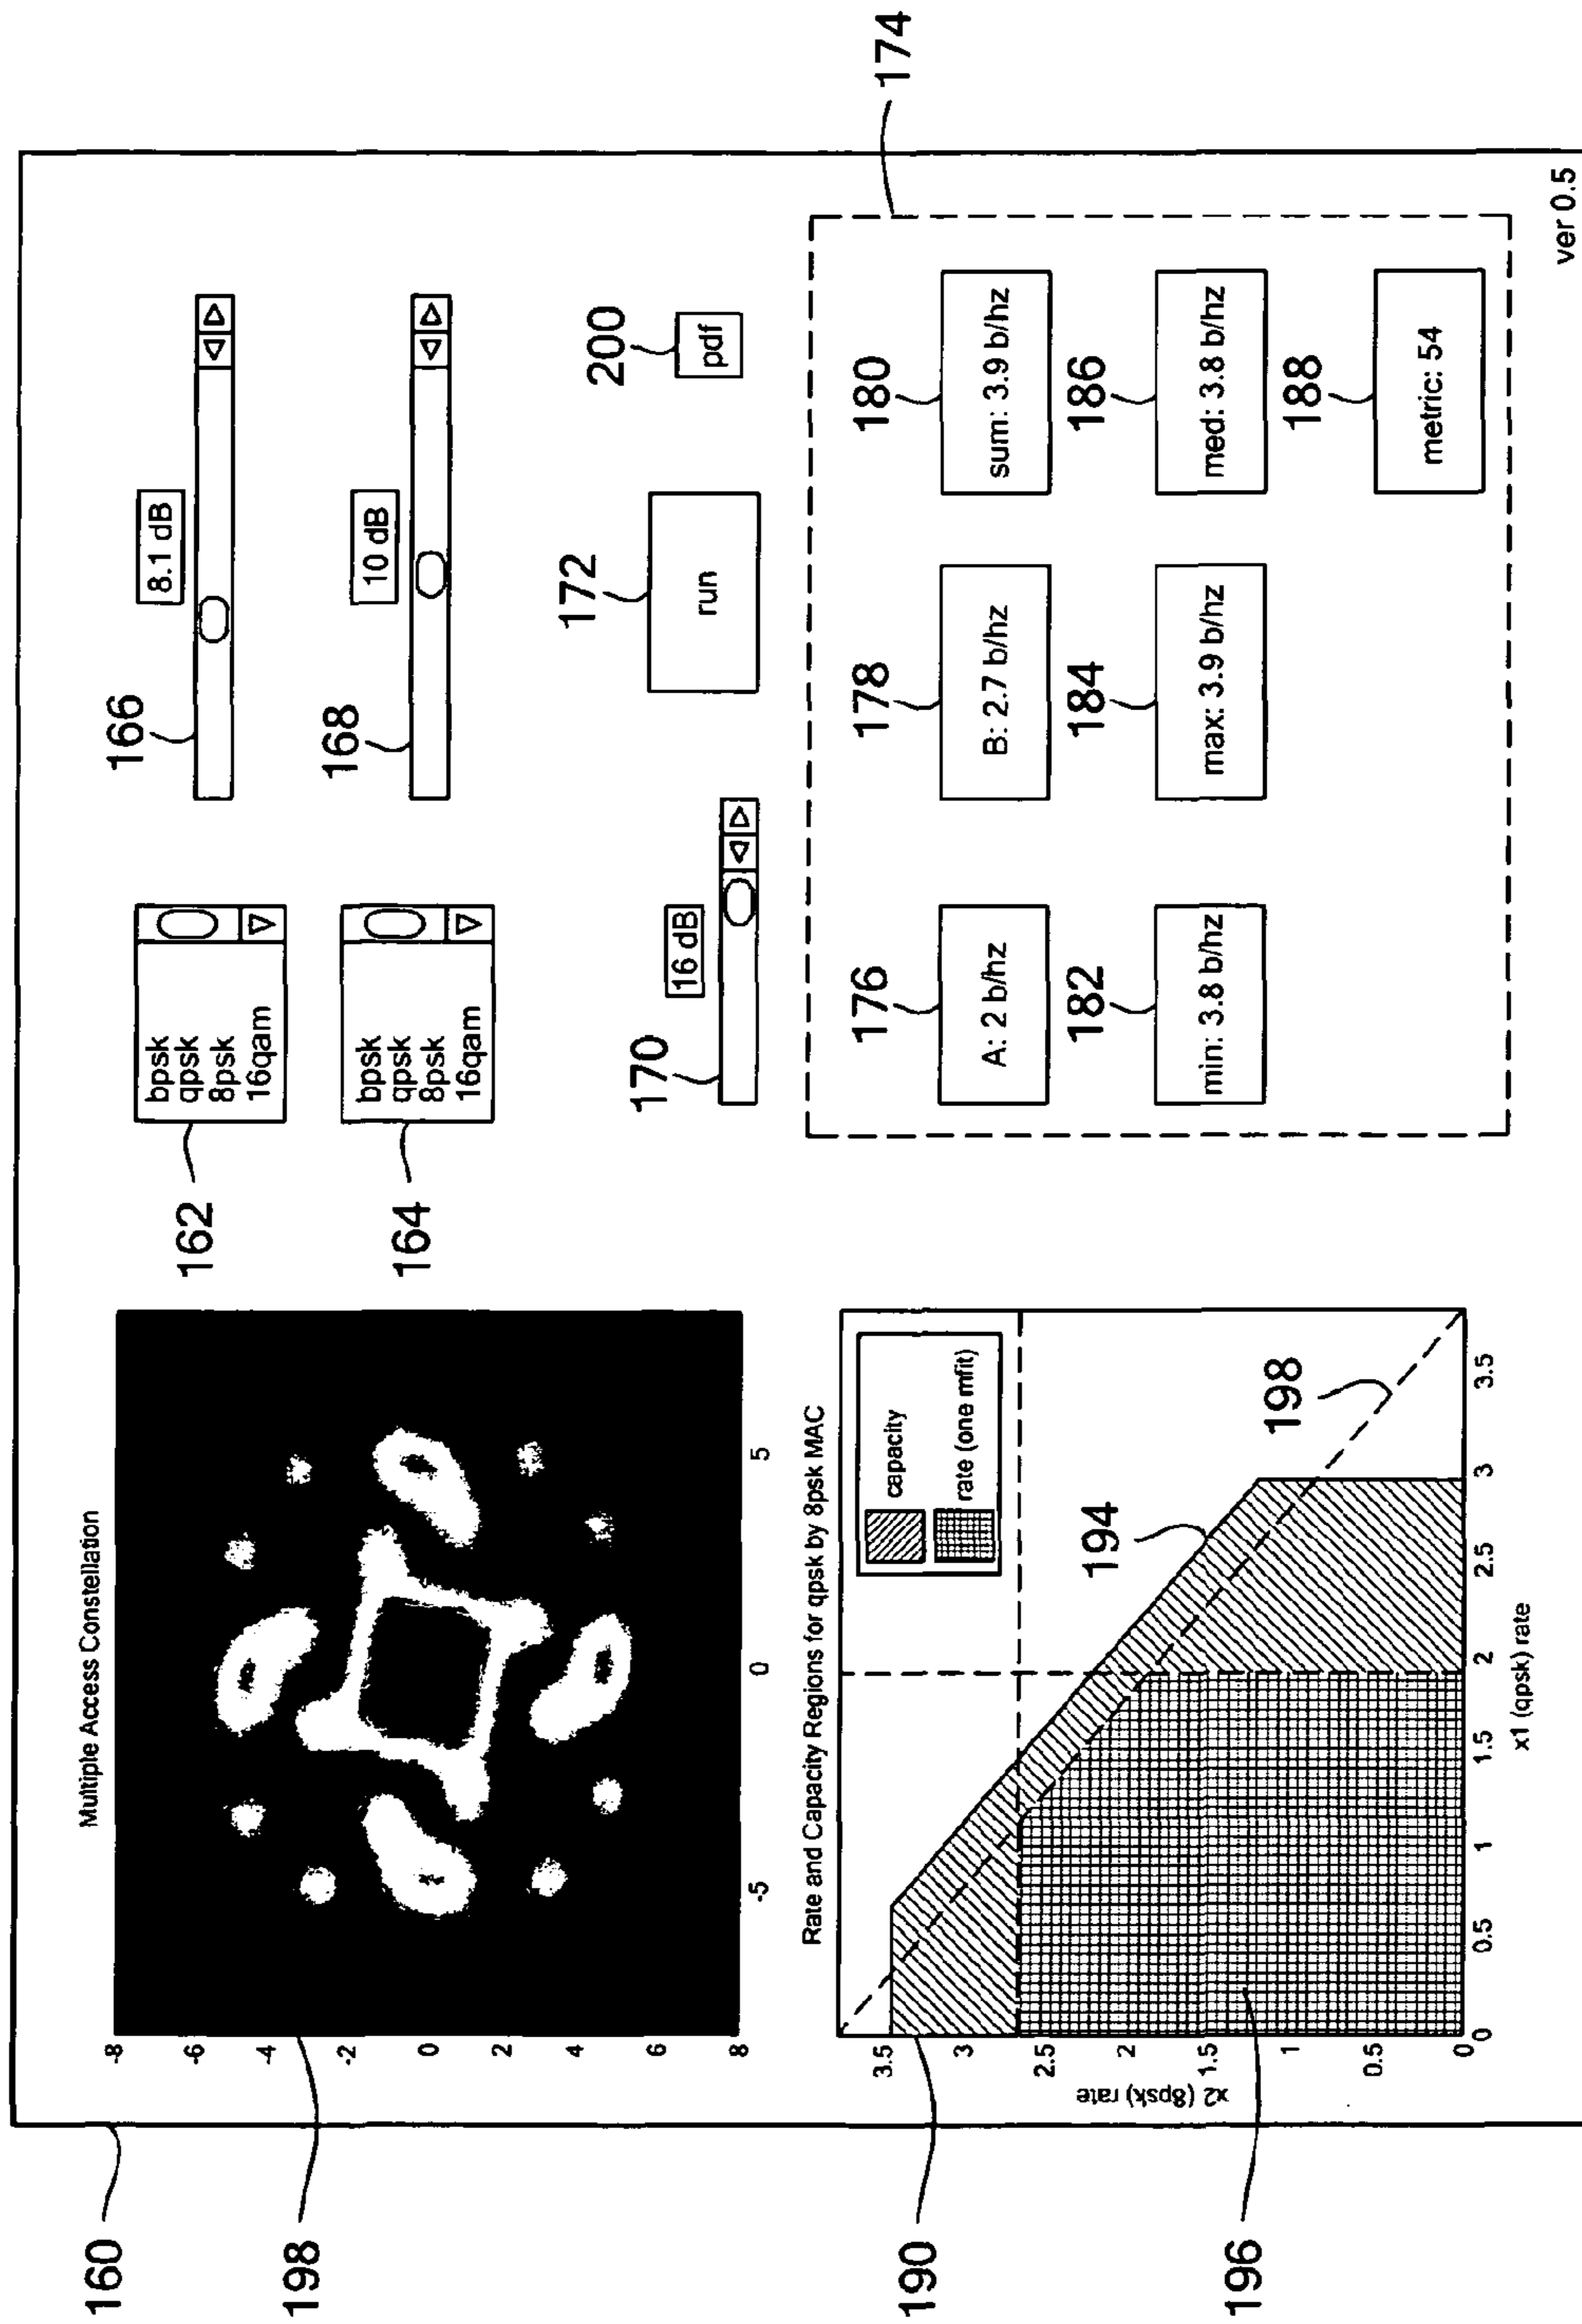 160
Multiple Access Constellation
198
-8
-6
-4
-2
0
2
4
6
8
-5
0
5
162
bpsk
qpsk
8psk
16qam
166
8.1 dB
164
bpsk
qpsk
8psk
16qam
168
10 dB
170
16 dB
172
run
200
pdf
174
176
A: 2 b/hz
178
B: 2.7 b/hz
180
sum: 3.9 b/hz
182
min: 3.8 b/hz
184
max: 3.9 b/hz
186
med: 3.8 b/hz
188
metric: 54
Rate and Capacity Regions for qpsk by 8psk MAC
190
capacity
rate (one mfit)
194
198
196
x2 (8psk) rate
3.5
3
2.5
2
1.5
1
0.5
0
0
0.5
1
1.5
2
2.5
3
3.5
x1 (qpsk) rate
ver 0.5